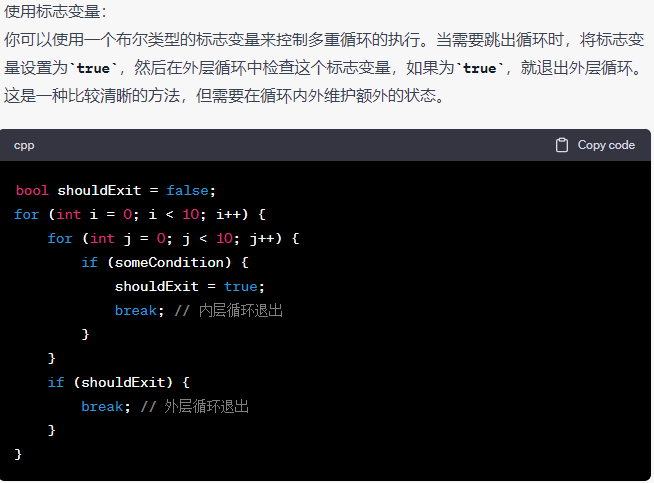 使用标志变量：
你可以使用一个布尔类型的标志变量来控制多重循环的执行。当需要跳出循环时，将标志变
量设置为`true`，然后在外层循环中检查这个标志变量，如果为`true`，就退出外层循环。
这是一种比较清晰的方法，但需要在循环内外维护额外的状态。
cpp Copy code
bool shouldExit = false;
for (int i = 0; i < 10; i++) {
    for (int j = 0; j < 10; j++) {
        if (someCondition) {
            shouldExit = true;
            break; // 内层循环退出
        }
    }
    if (shouldExit) {
        break; // 外层循环退出
    }
}